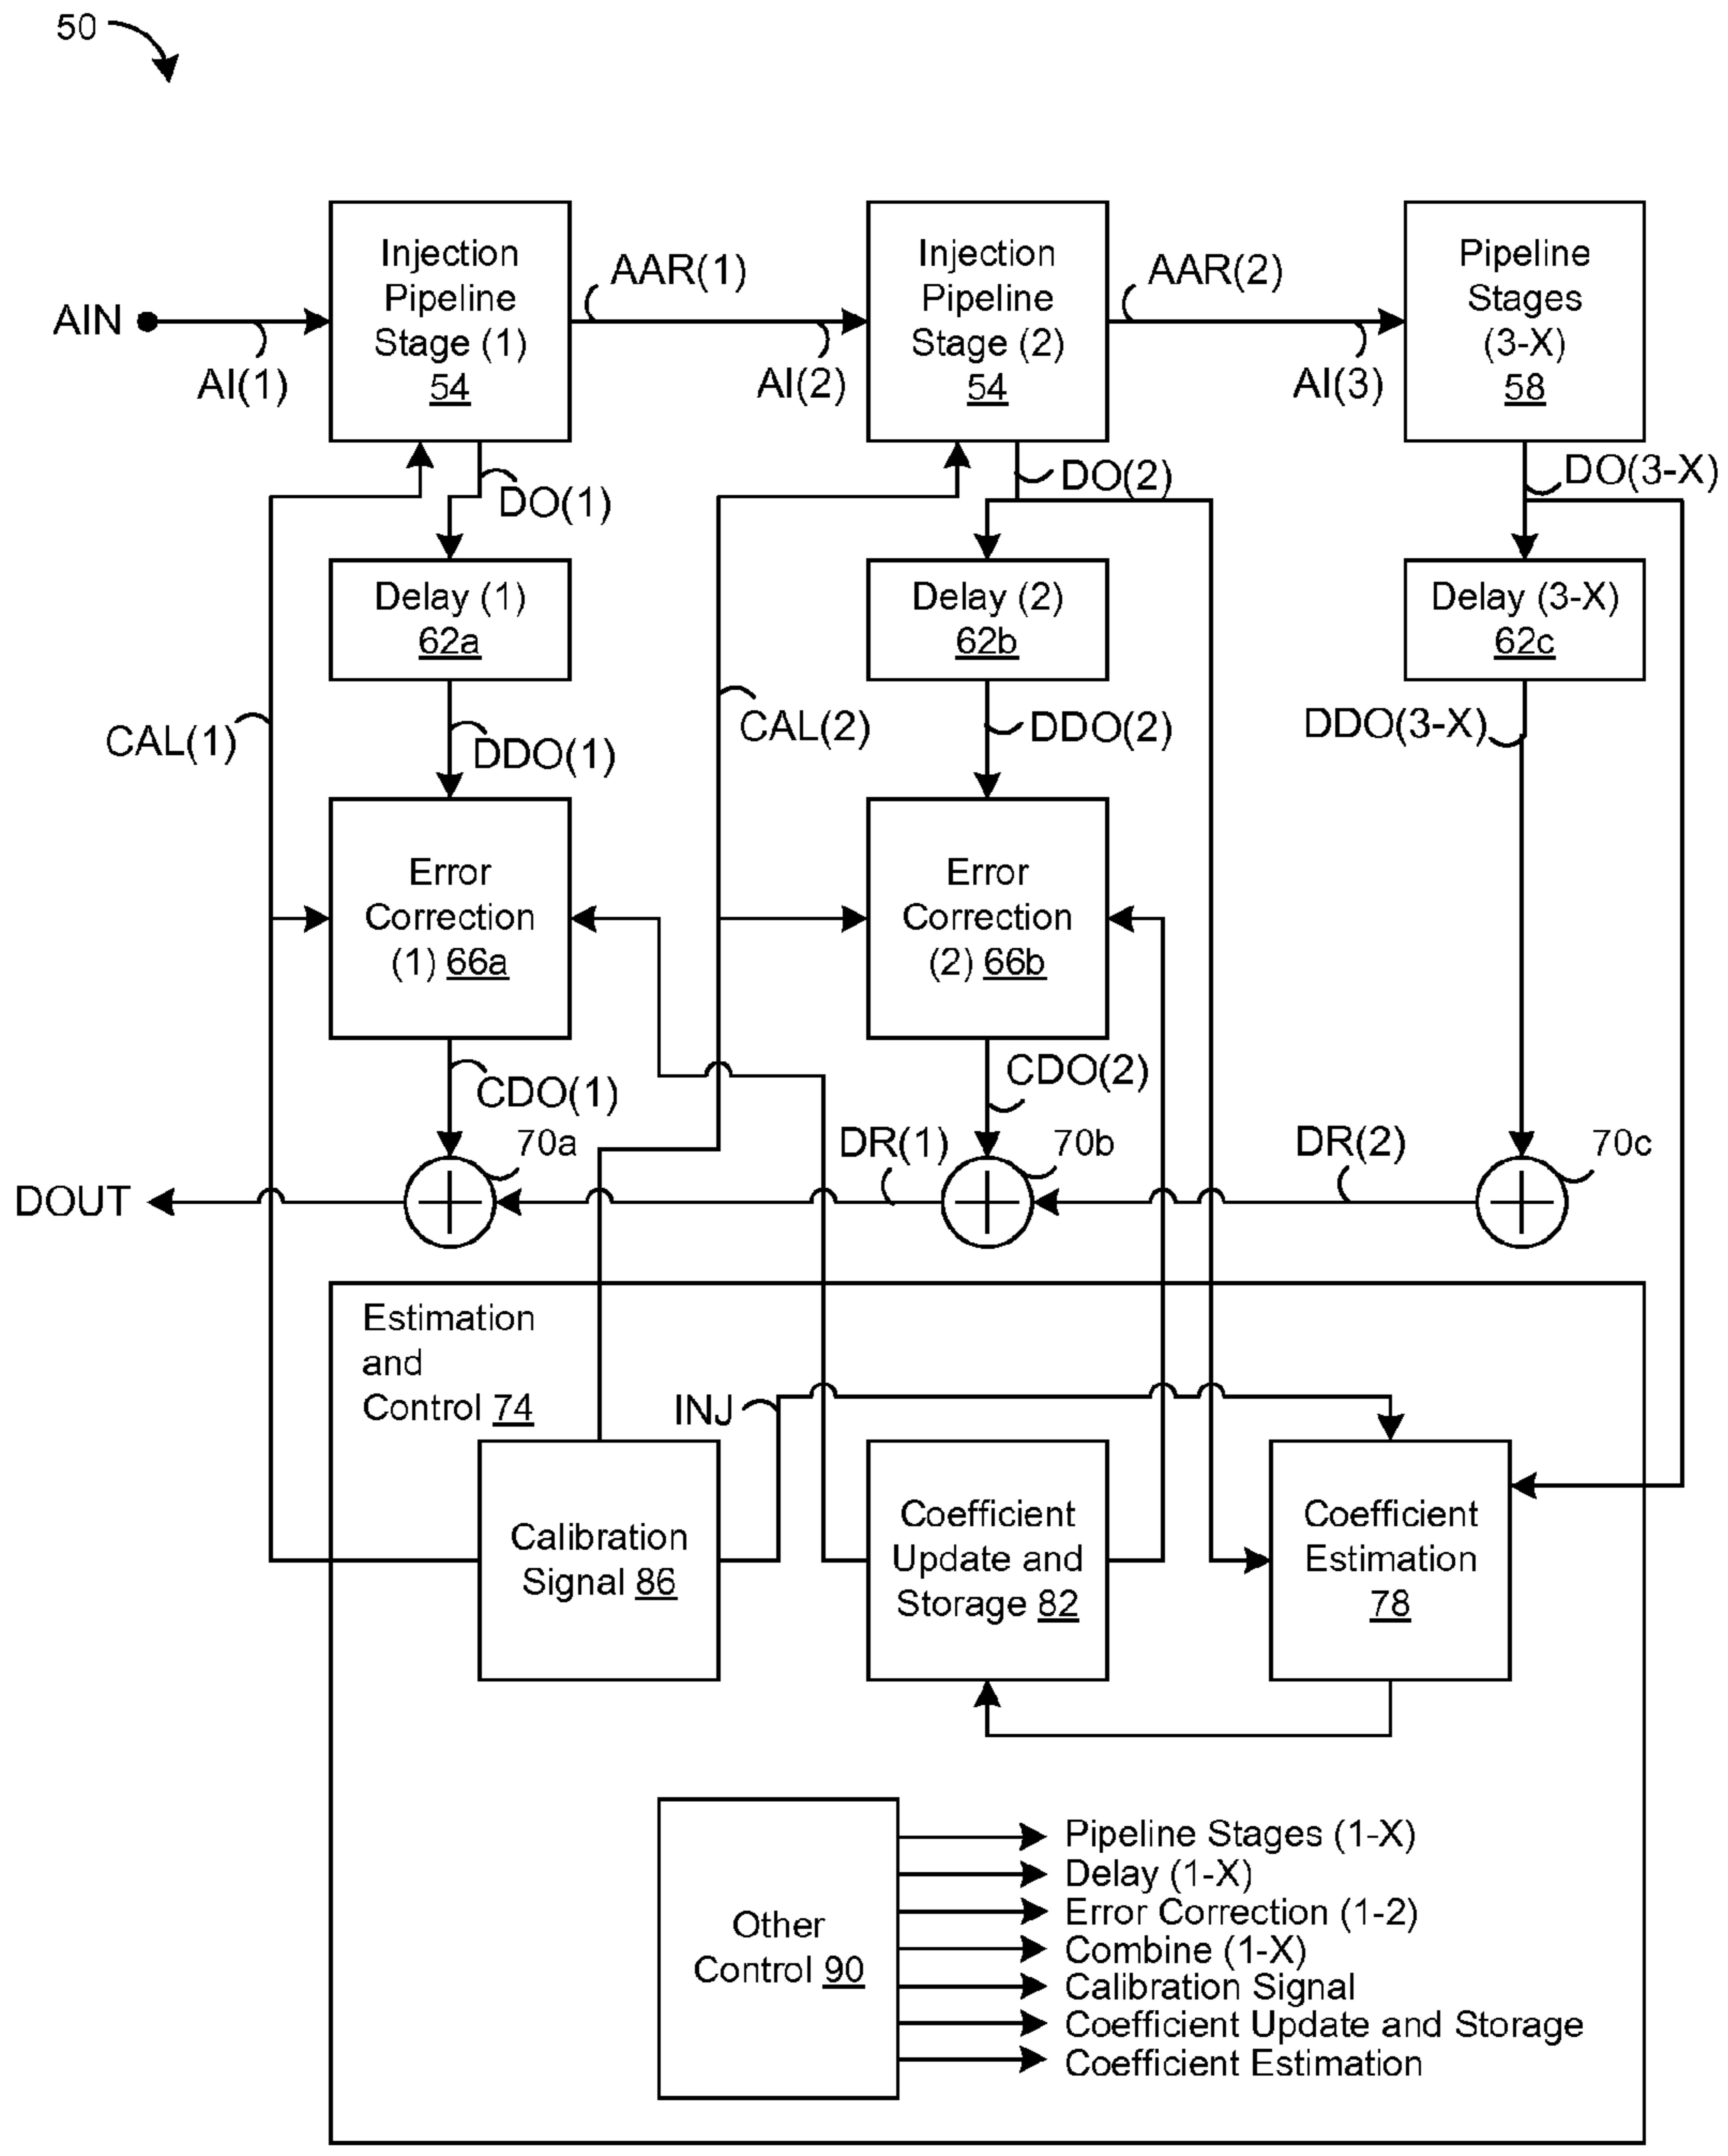 50
Injection
Pipeline
Stage (1)
54
Injection
Pipeline
Stage (2)
54
Pipeline
Stages
(3-X)
58
AIN
AI(1)
AAR(1)
AI(2)
AAR(2)
AI(3)
DO(1)
DO(2)
DO(3-X)
Delay (1)
62a
Delay (2)
62b
Delay (3-X)
62c
CAL(1)
DDO(1)
CAL(2)
DDO(2)
DDO(3-X)
Error
Correction
(1) 66a
Error
Correction
(2) 66b
CDO(1)
CDO(2)
70a
DR(1)
70b
DR(2)
70c
DOUT
Estimation
and
Control 74
INJ
Calibration
Signal 86
Coefficient
Update and
Storage 82
Coefficient
Estimation
78
Other
Control 90
Pipeline Stages (1-X)
Delay (1-X)
Error Correction (1-2)
Combine (1-X)
Calibration Signal
Coefficient Update and Storage
Coefficient Estimation